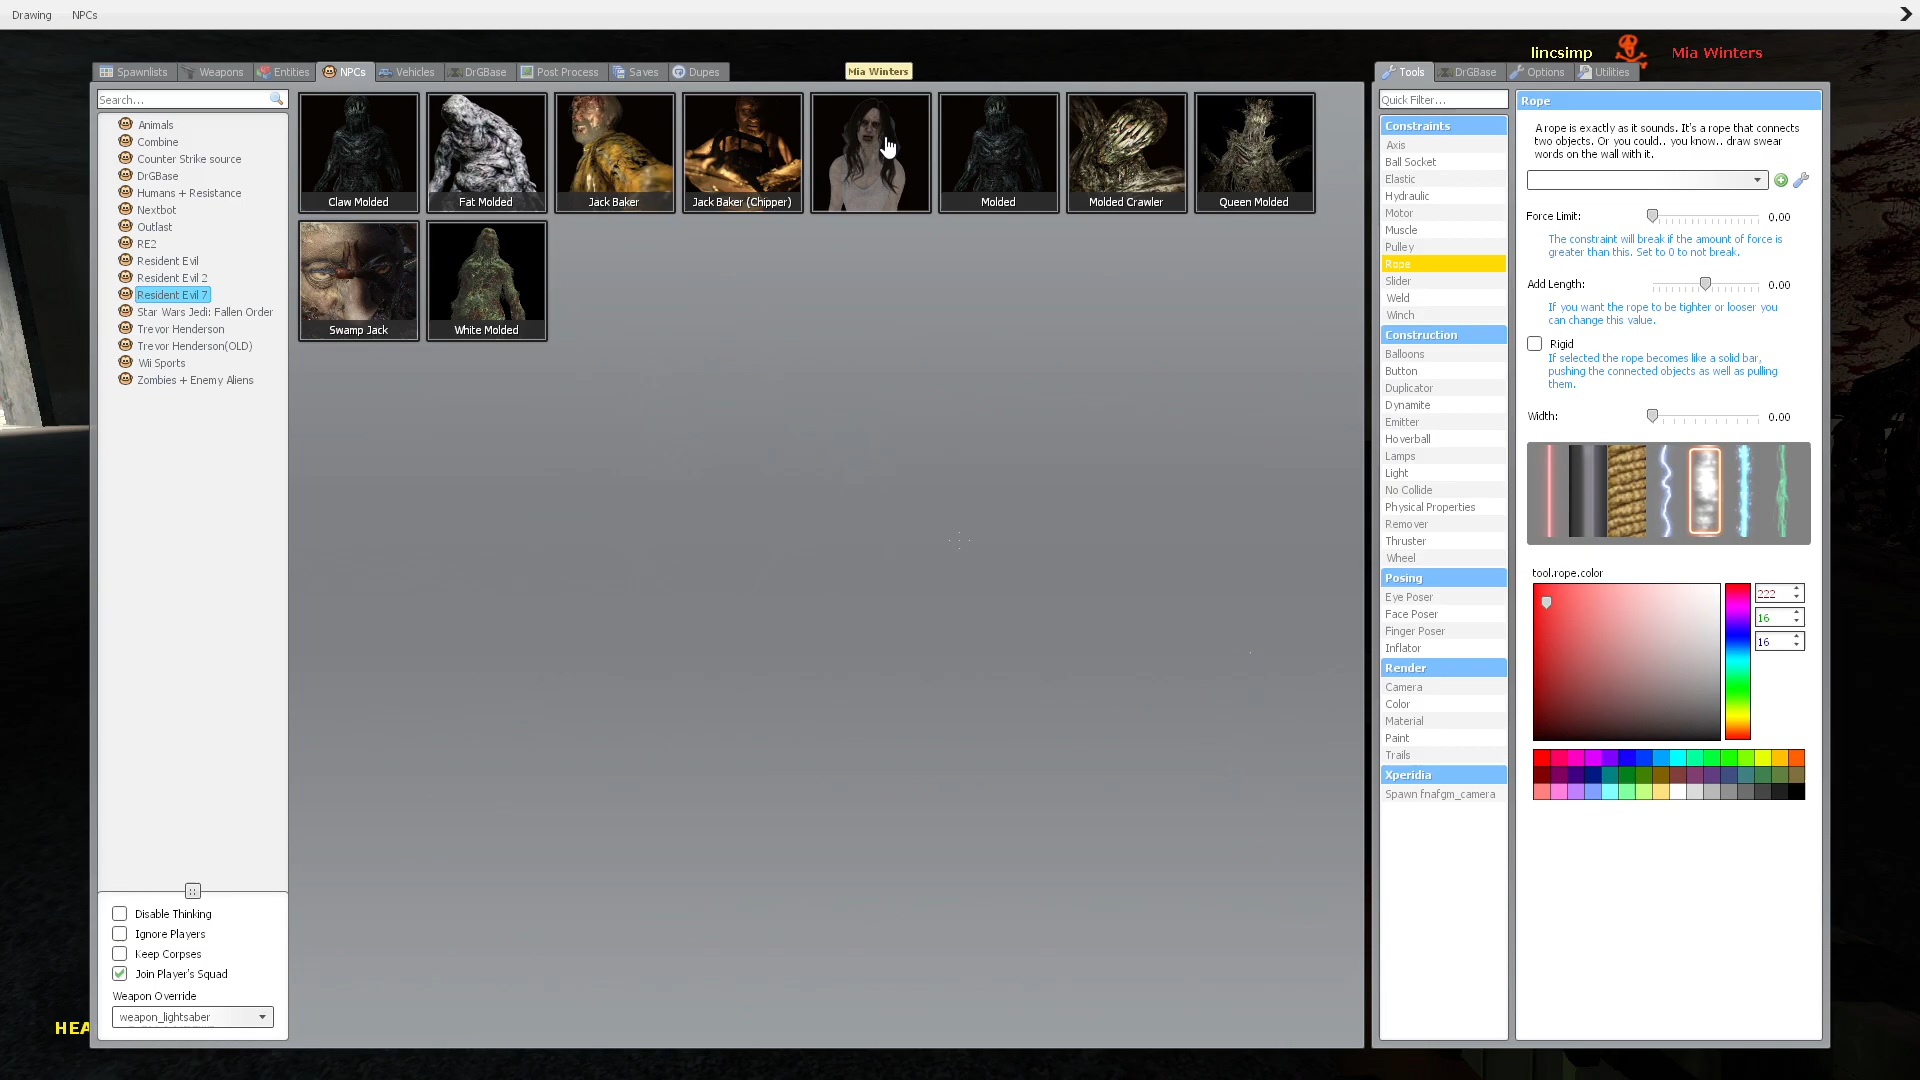 Drawing NPCs
lincsimp Mia Winters
Spawnlists Weapons Entities NPCs Vehicles DrGBase Post Process Saves Dupes
Mia Winters
Tools DrGBase Options Utilities
Search...
Animals
Combine
Counter Strike source
DrGBase
Humans + Resistance
Nextbot
Outlast
RE2
Resident Evil
Resident Evil 2
Resident Evil 7
Star Wars Jedi: Fallen Order
Trevor Henderson
Trevor Henderson(OLD)
Wii Sports
Zombies + Enemy Aliens
Disable Thinking
Ignore Players
Keep Corpses
Join Player's Squad
Weapon Override
weapon_lightsaber
HEA
Claw Molded
Fat Molded
Jack Baker
Jack Baker (Chipper)
Molded
Molded Crawler
Queen Molded
Swamp Jack
White Molded
Quick Filter...
Constraints
Axis
Ball Socket
Elastic
Hydraulic
Motor
Muscle
Pulley
Rope
Slider
Weld
Winch
Construction
Balloons
Button
Duplicator
Dynamite
Emitter
Hoverball
Lamps
Light
No Collide
Physical Properties
Remover
Thruster
Wheel
Posing
Eye Poser
Face Poser
Finger Poser
Inflator
Render
Camera
Color
Material
Paint
Trails
Xperidia
Spawn fnafgm_camera
Rope
A rope is exactly as it sounds. It's a rope that connects
two objects. Or you could.. you know.. draw swear
words on the wall with it.
Force Limit: 0.00
The constraint will break if the amount of force is
greater than this. Set to 0 to not break.
Add Length: 0.00
If you want the rope to be tighter or looser you
can change this value.
Rigid
If selected the rope becomes like a solid bar,
pushing the connected objects as well as pulling
them.
Width: 0.00
tool.rope.color
222
16
16